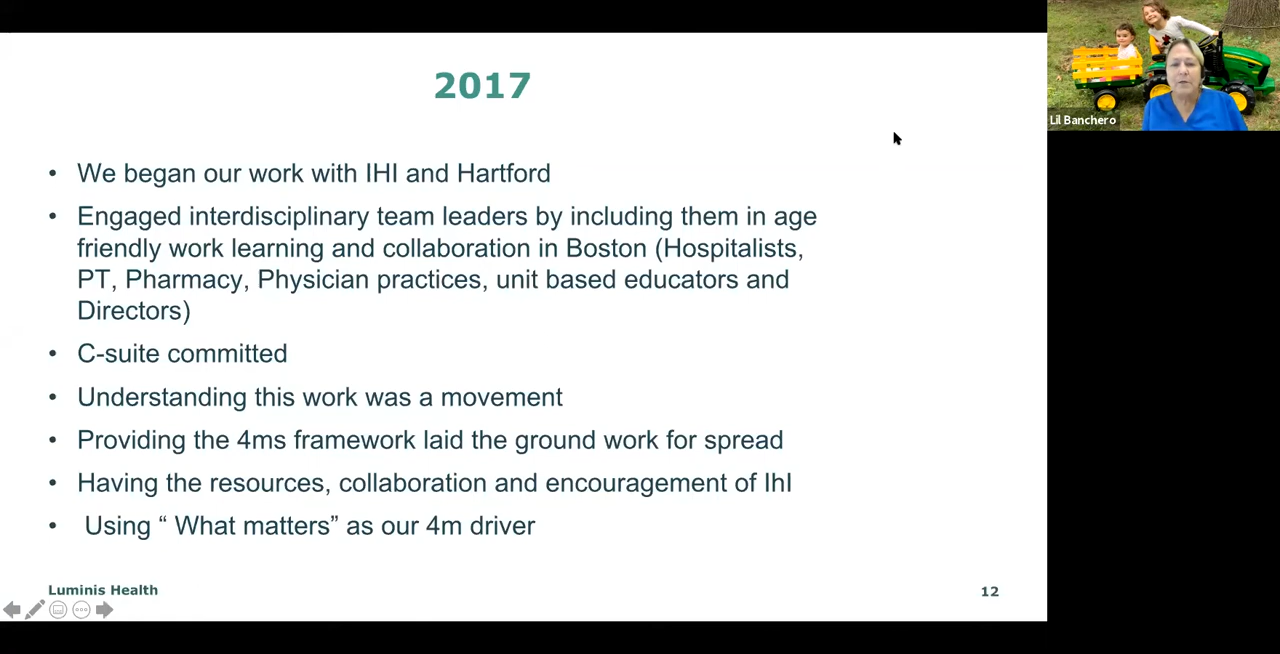 2017
• We began our work with IHI and Hartford
• Engaged interdisciplinary team leaders by including them in age
friendly work learning and collaboration in Boston (Hospitalists,
PT, Pharmacy, Physician practices, unit based educators and
Directors)
• C-suite committed
• Understanding this work was a movement
• Providing the 4ms framework laid the ground work for spread
• Having the resources, collaboration and encouragement of IhI
• Using “ What matters” as our 4m driver
Luminis Health
12
Lil Banchero